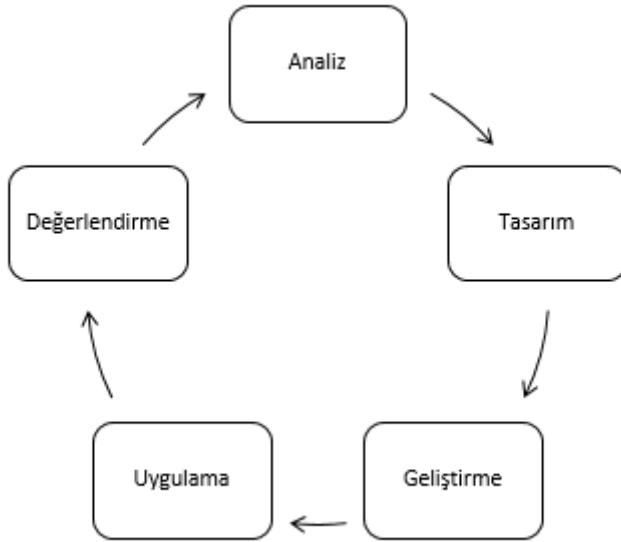 Analiz
Tasarım
Geliştirme
Uygulama
Değerlendirme